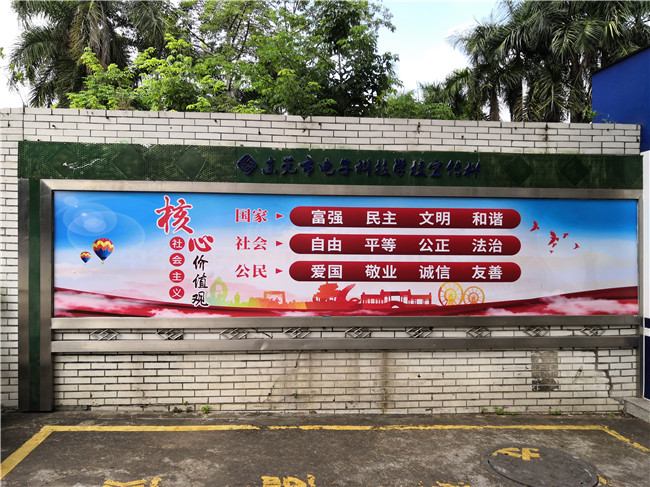 东莞市电子科技学校宣传栏
社会主义
核心
价值观
国家 富强 民主 文明 和谐
社会 自由 平等 公正 法治
公民 爱国 敬业 诚信 友善